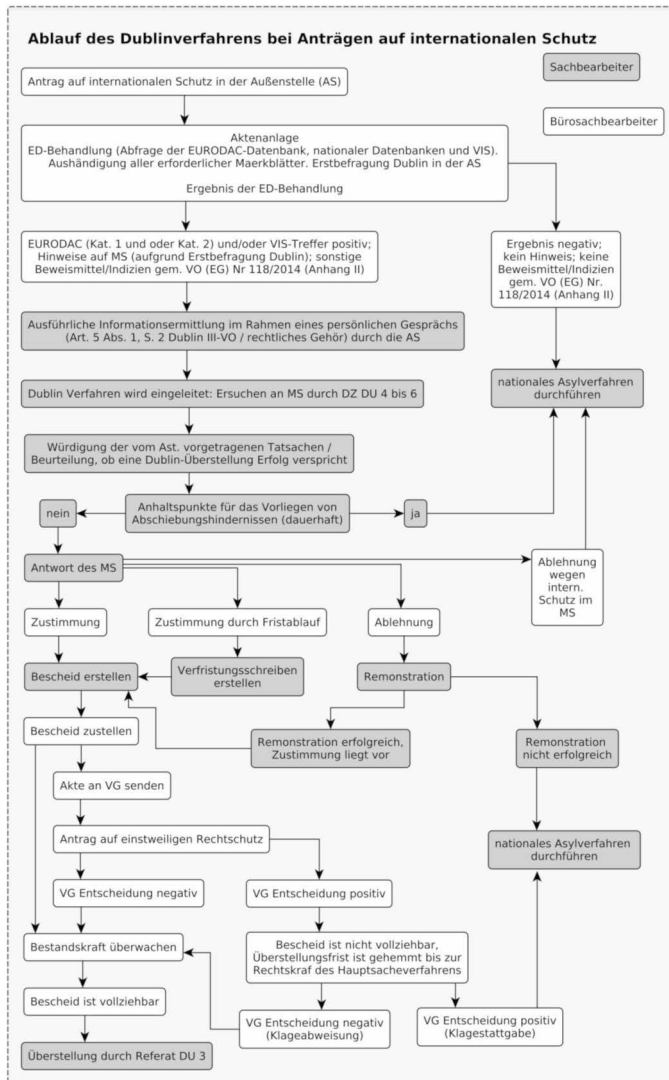 Ablauf des Dublinverfahrens bei Anträgen auf internationalen Schutz
Sachbearbeiter
Bürosachbearbeiter
Antrag auf internationalen Schutz in der Außenstelle (AS)
Aktenanlage
ED-Behandlung (Abfrage der EURODAC-Datenbank, nationaler Datenbanken und VIS).
Aushändigung aller erforderlicher Maerkblätter. Erstbefragung Dublin in der AS
Ergebnis der ED-Behandlung
EURODAC (Kat. 1 und oder Kat. 2) und/oder VIS-Treffer positiv;
Hinweise auf MS (aufgrund Erstbefragung Dublin); sonstige
Beweismittel/Indizien gem. VO (EG) Nr 118/2014 (Anhang II)
Ergebnis negativ;
kein Hinweis; keine
Beweismittel/Indizien
gem. VO (EG) Nr.
118/2014 (Anhang II)
Ausführliche Informationsermittlung im Rahmen eines persönlichen Gesprächs
(Art. 5 Abs. 1, S. 2 Dublin III-VO / rechtliches Gehör) durch die AS
Dublin Verfahren wird eingeleitet: Ersuchen an MS durch DZ DU 4 bis 6
nationales Asylverfahren
durchführen
Würdigung der vom Ast. vorgetragenen Tatsachen /
Beurteilung, ob eine Dublin-Überstellung Erfolg verspricht
nein
Anhaltspunkte für das Vorliegen von
Abschiebungshindernissen (dauerhaft)
ja
Antwort des MS
Ablehnung
wegen
intern.
Schutz im
MS
Zustimmung
Zustimmung durch Fristablauf
Ablehnung
Bescheid erstellen
Verfristungsschreiben
erstellen
Remonstration
Bescheid zustellen
Remonstration erfolgreich,
Zustimmung liegt vor
Remonstration
nicht erfolgreich
Akte an VG senden
Antrag auf einstweiligen Rechtschutz
nationales Asylverfahren
durchführen
VG Entscheidung negativ
VG Entscheidung positiv
Bestandskraft überwachen
Bescheid ist nicht vollziehbar,
Überstellungsfrist ist gehemmt bis zur
Rechtskraf des Hauptsacheverfahrens
Bescheid ist vollziehbar
VG Entscheidung negativ
(Klageabweisung)
VG Entscheidung positiv
(Klagestattgabe)
Überstellung durch Referat DU 3